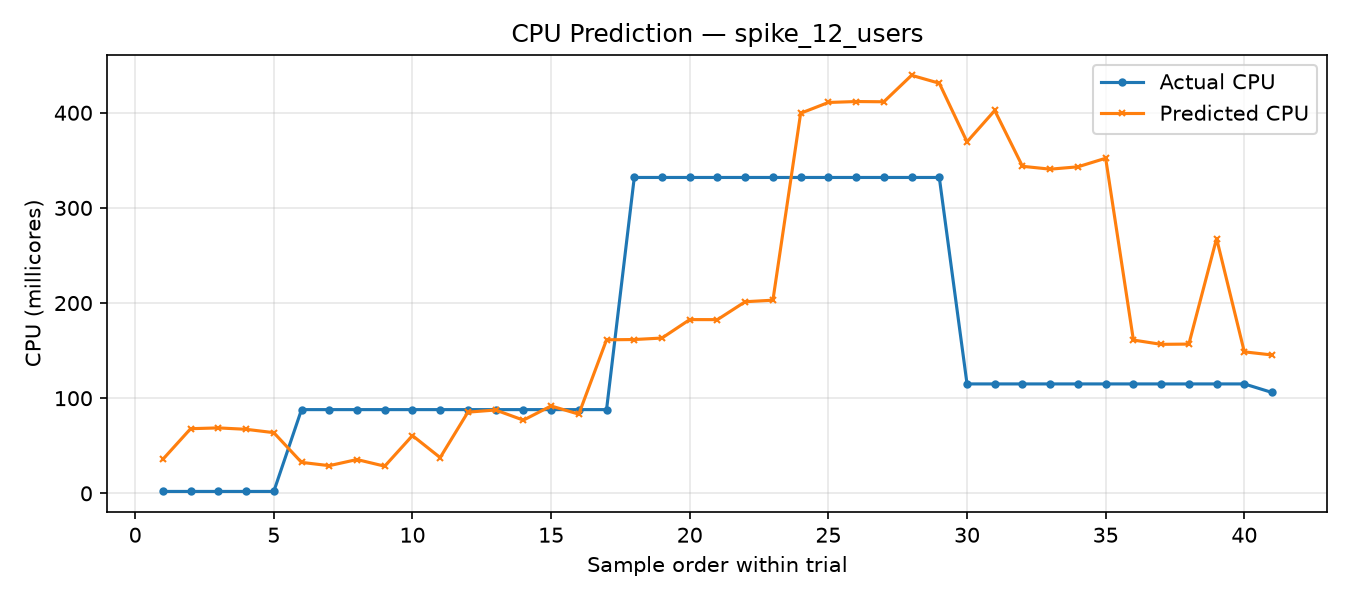 CPU Prediction — spike_12_users
Actual CPU
Predicted CPU
CPU (millicores)
400
300
200
100
0
0 5 10 15 20 25 30 35 40
Sample order within trial